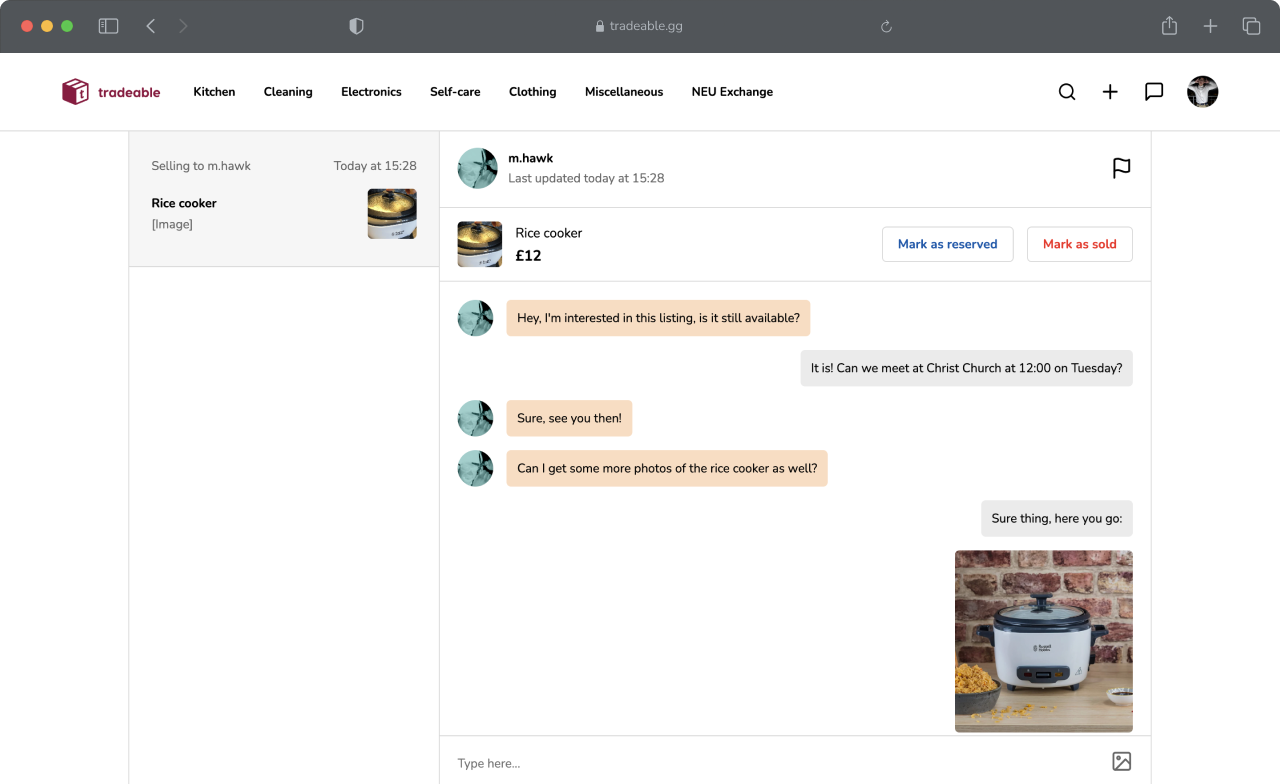 tradeable.gg
tradeable
Kitchen
Cleaning
Electronics
Self-care
Clothing
Miscellaneous
NEU Exchange
Selling to m.hawk
Today at 15:28
Rice cooker
[Image]
m.hawk
Last updated today at 15:28
Rice cooker
£12
Mark as reserved
Mark as sold
Hey, I'm interested in this listing, is it still available?
It is! Can we meet at Christ Church at 12:00 on Tuesday?
Sure, see you then!
Can I get some more photos of the rice cooker as well?
Sure thing, here you go:
Russell
Hobbs
Type here...